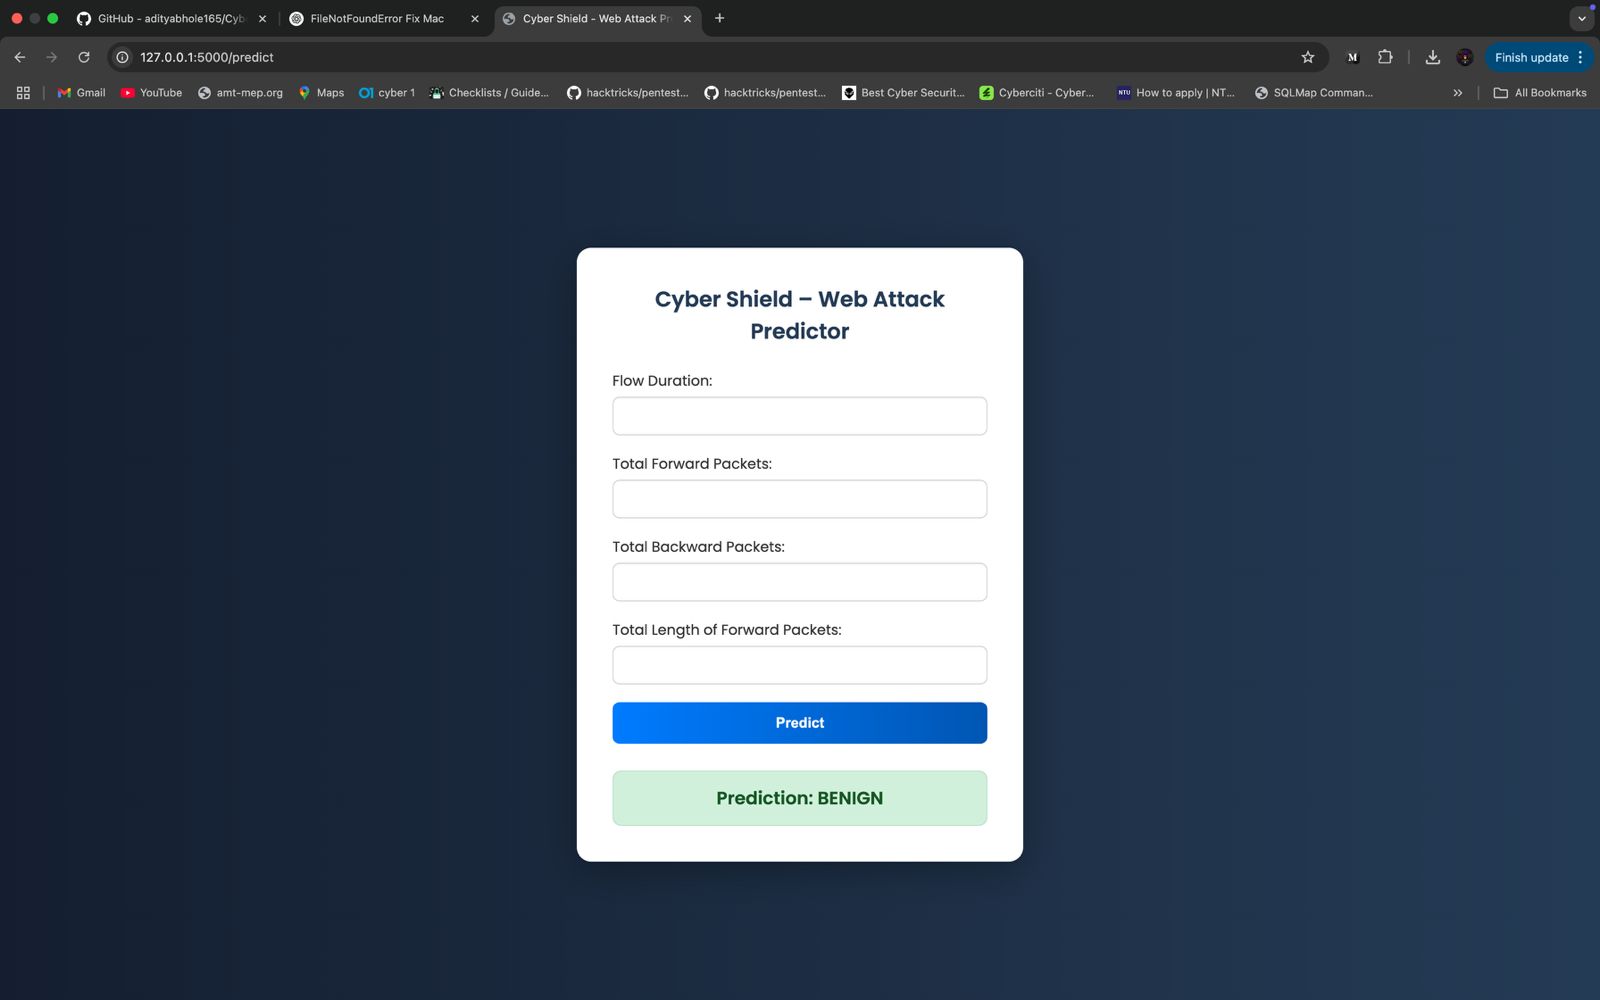 GitHub - adityabhole165/Cyb
FileNotFoundError Fix Mac
Cyber Shield - Web Attack Pr
127.0.0.1:5000/predict
M
Finish update
Gmail
YouTube
amt-mep.org
Maps
cyber 1
Checklists / Guide...
hacktricks/pentest...
hacktricks/pentest...
Best Cyber Securit...
Cyberciti - Cyber...
NTU
How to apply | NT...
SQLMap Comman...
All Bookmarks
Cyber Shield – Web Attack
Predictor
Flow Duration:
Total Forward Packets:
Total Backward Packets:
Total Length of Forward Packets:
Predict
Prediction: BENIGN